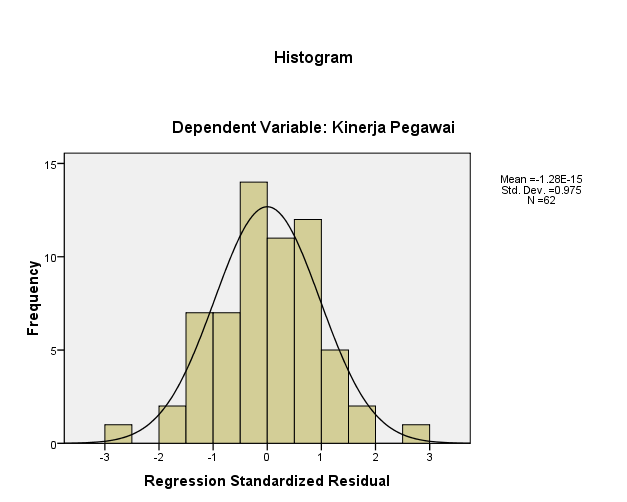 Histogram
Dependent Variable: Kinerja Pegawai
Mean =-1.28E-15
Std. Dev. =0.975
N =62
15
10
5
0
Frequency
-3 -2 -1 0 1 2 3
Regression Standardized Residual